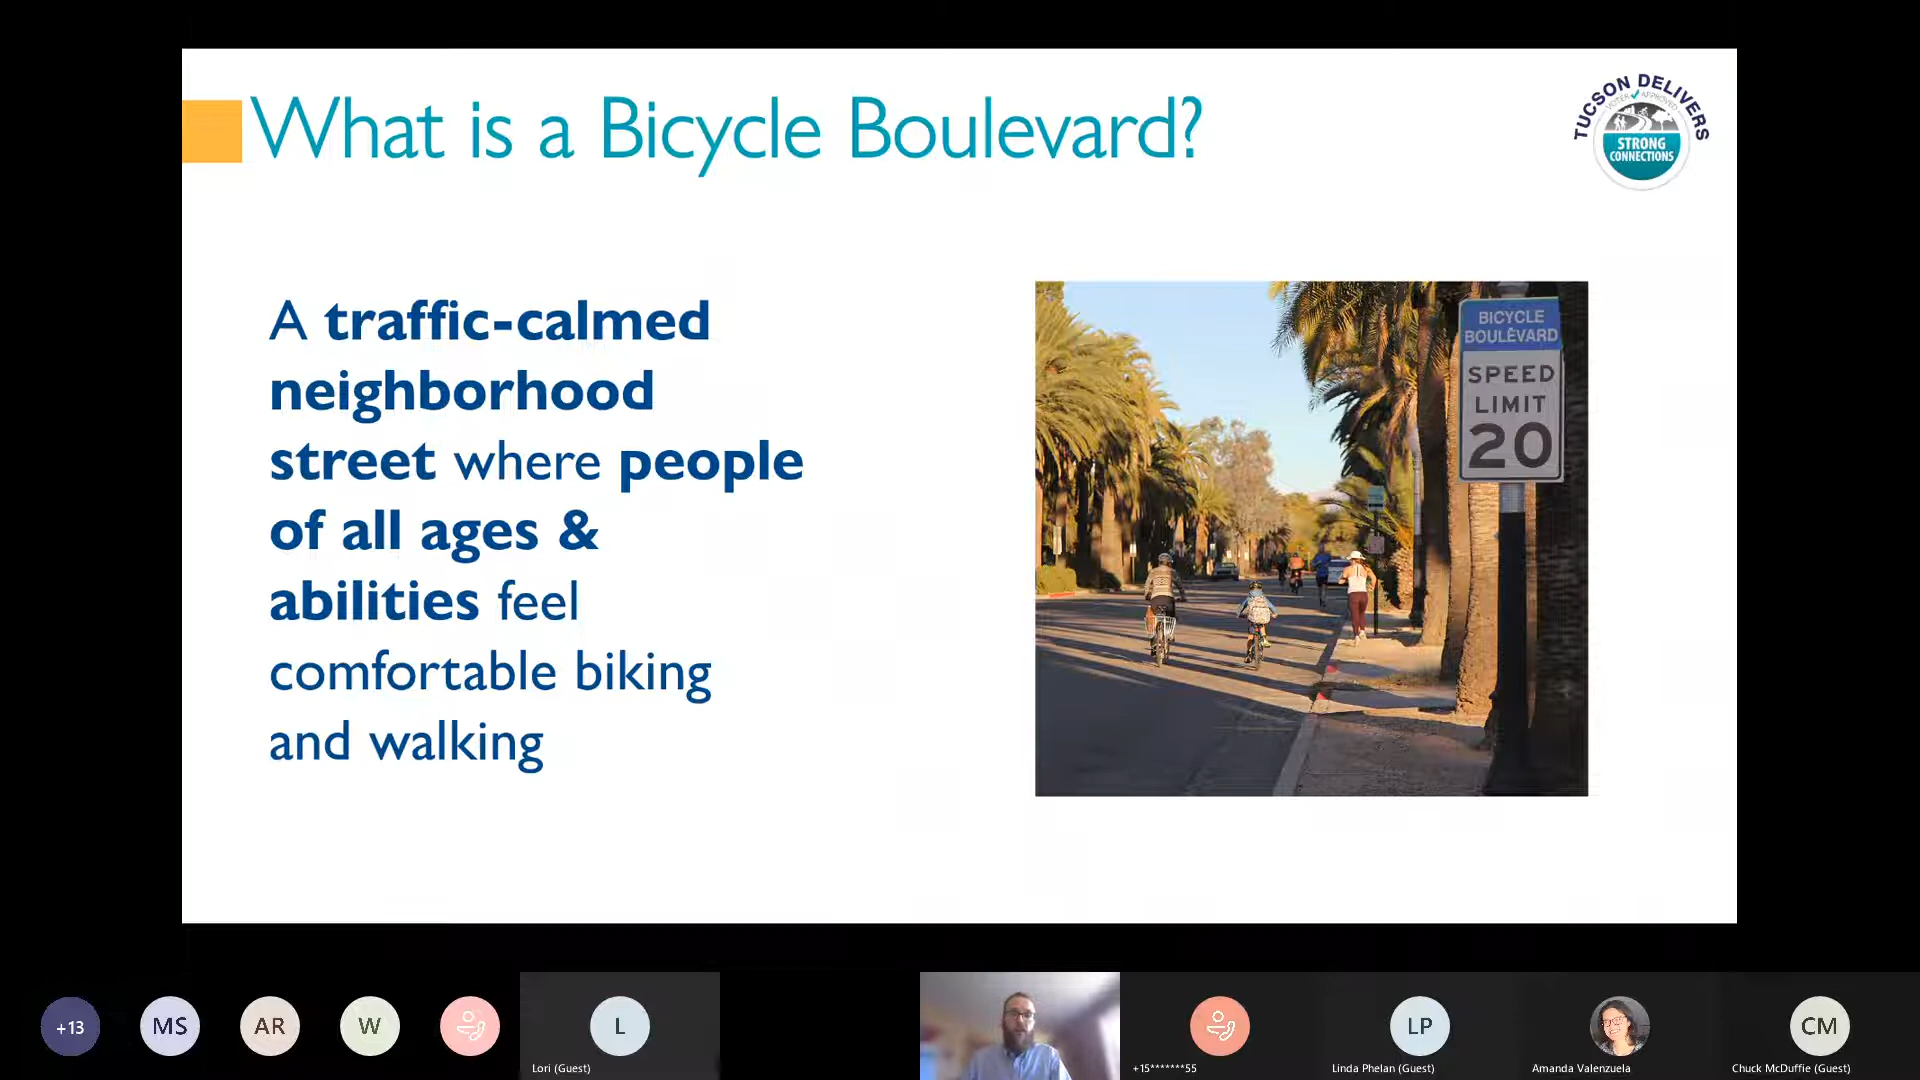 What is a Bicycle Boulevard?
TUCSON DELIVERS
VOTER APPROVED
STRONG
CONNECTIONS
A traffic-calmed
neighborhood
street where people
of all ages &
abilities feel
comfortable biking
and walking
BICYCLE
BOULEVARD
SPEED
LIMIT
20
+13
MS
AR
W
L
Lori (Guest)
+15*******55
LP
Linda Phelan (Guest)
Amanda Valenzuela
CM
Chuck McDuffie (Guest)